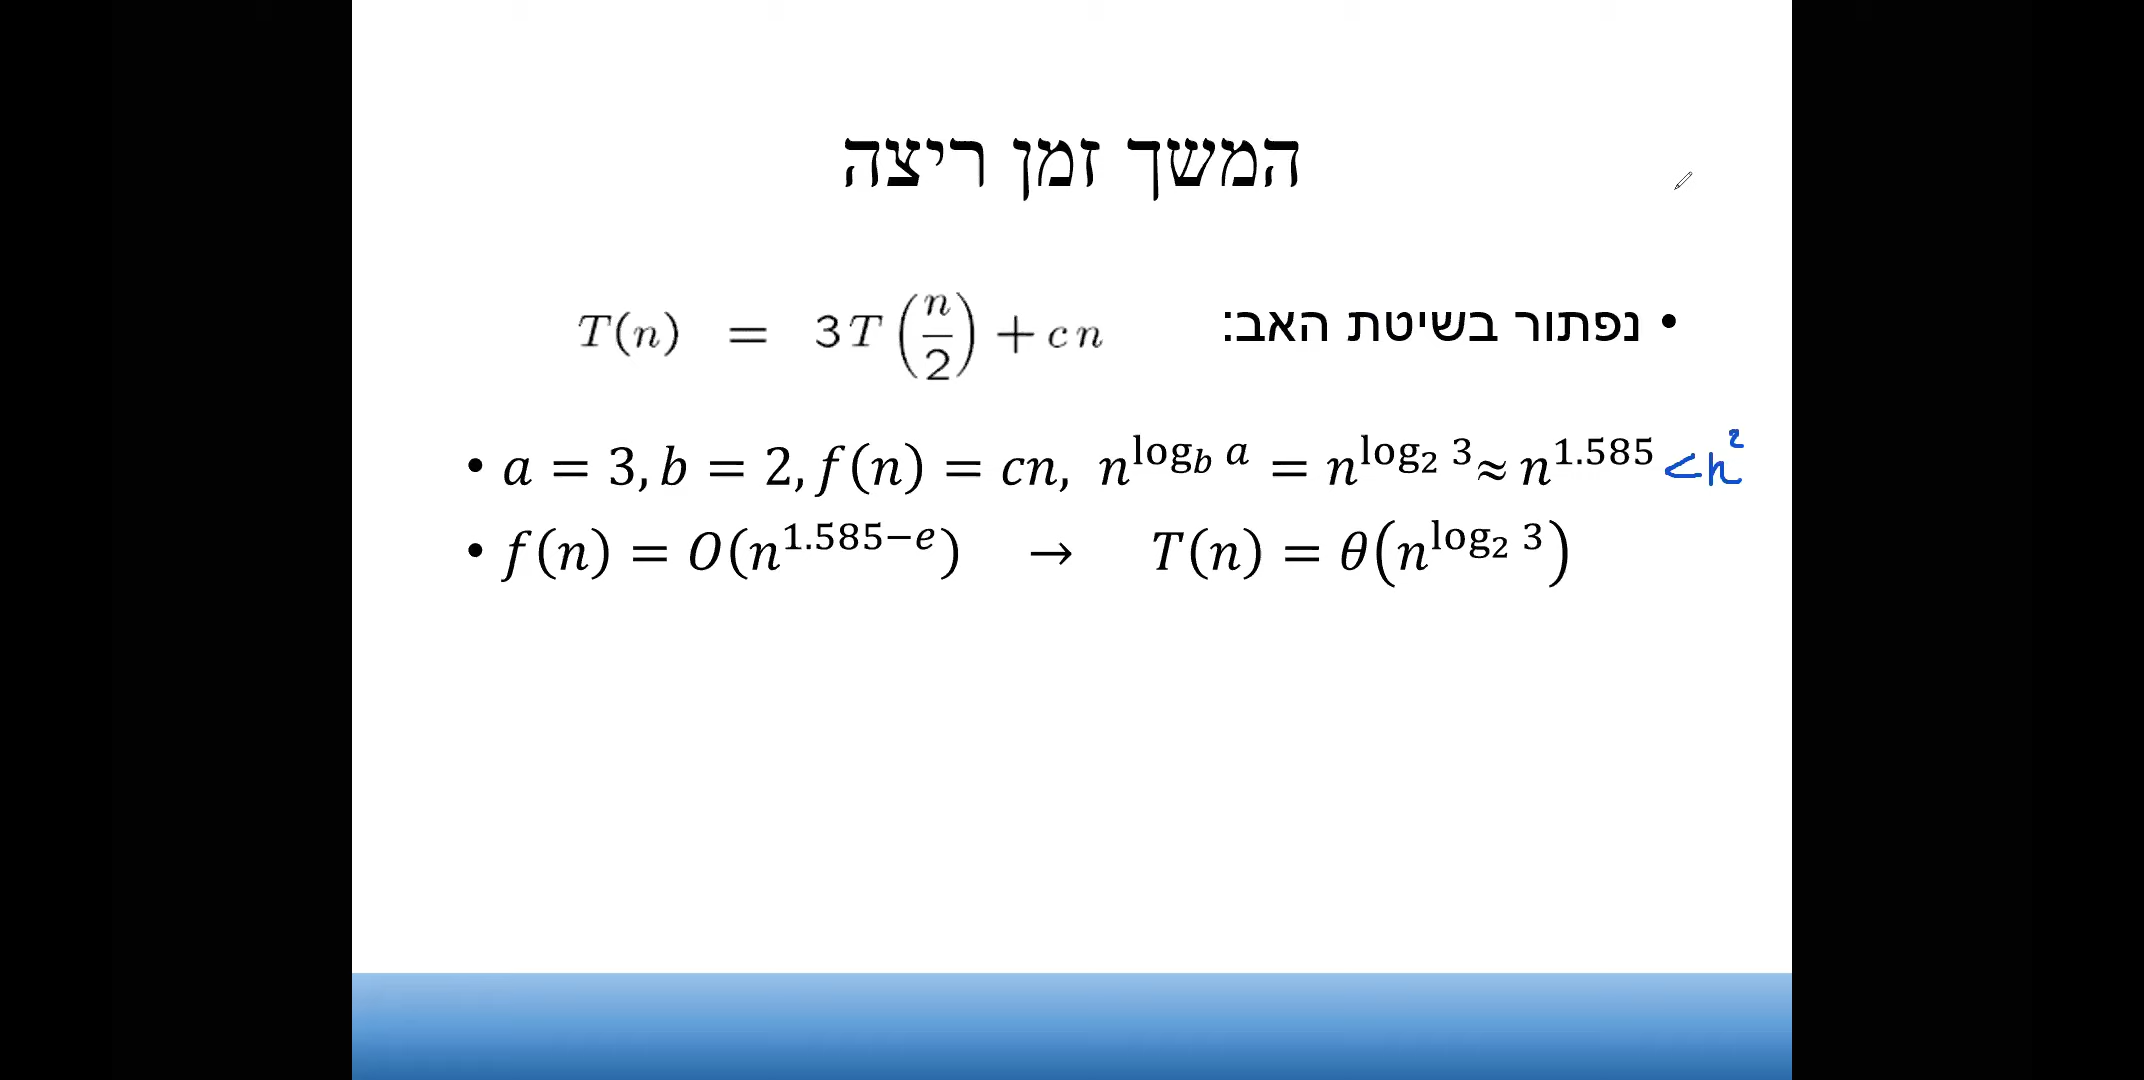 המשך זמן ריצה
• נפתור בשיטת האב: T(n) = 3T(n/2) + cn
• a = 3, b = 2, f(n) = cn, n^{log_b a} = n^{log_2 3} ≈ n^{1.585} < n^2
• f(n) = O(n^{1.585−e}) → T(n) = θ(n^{log_2 3})